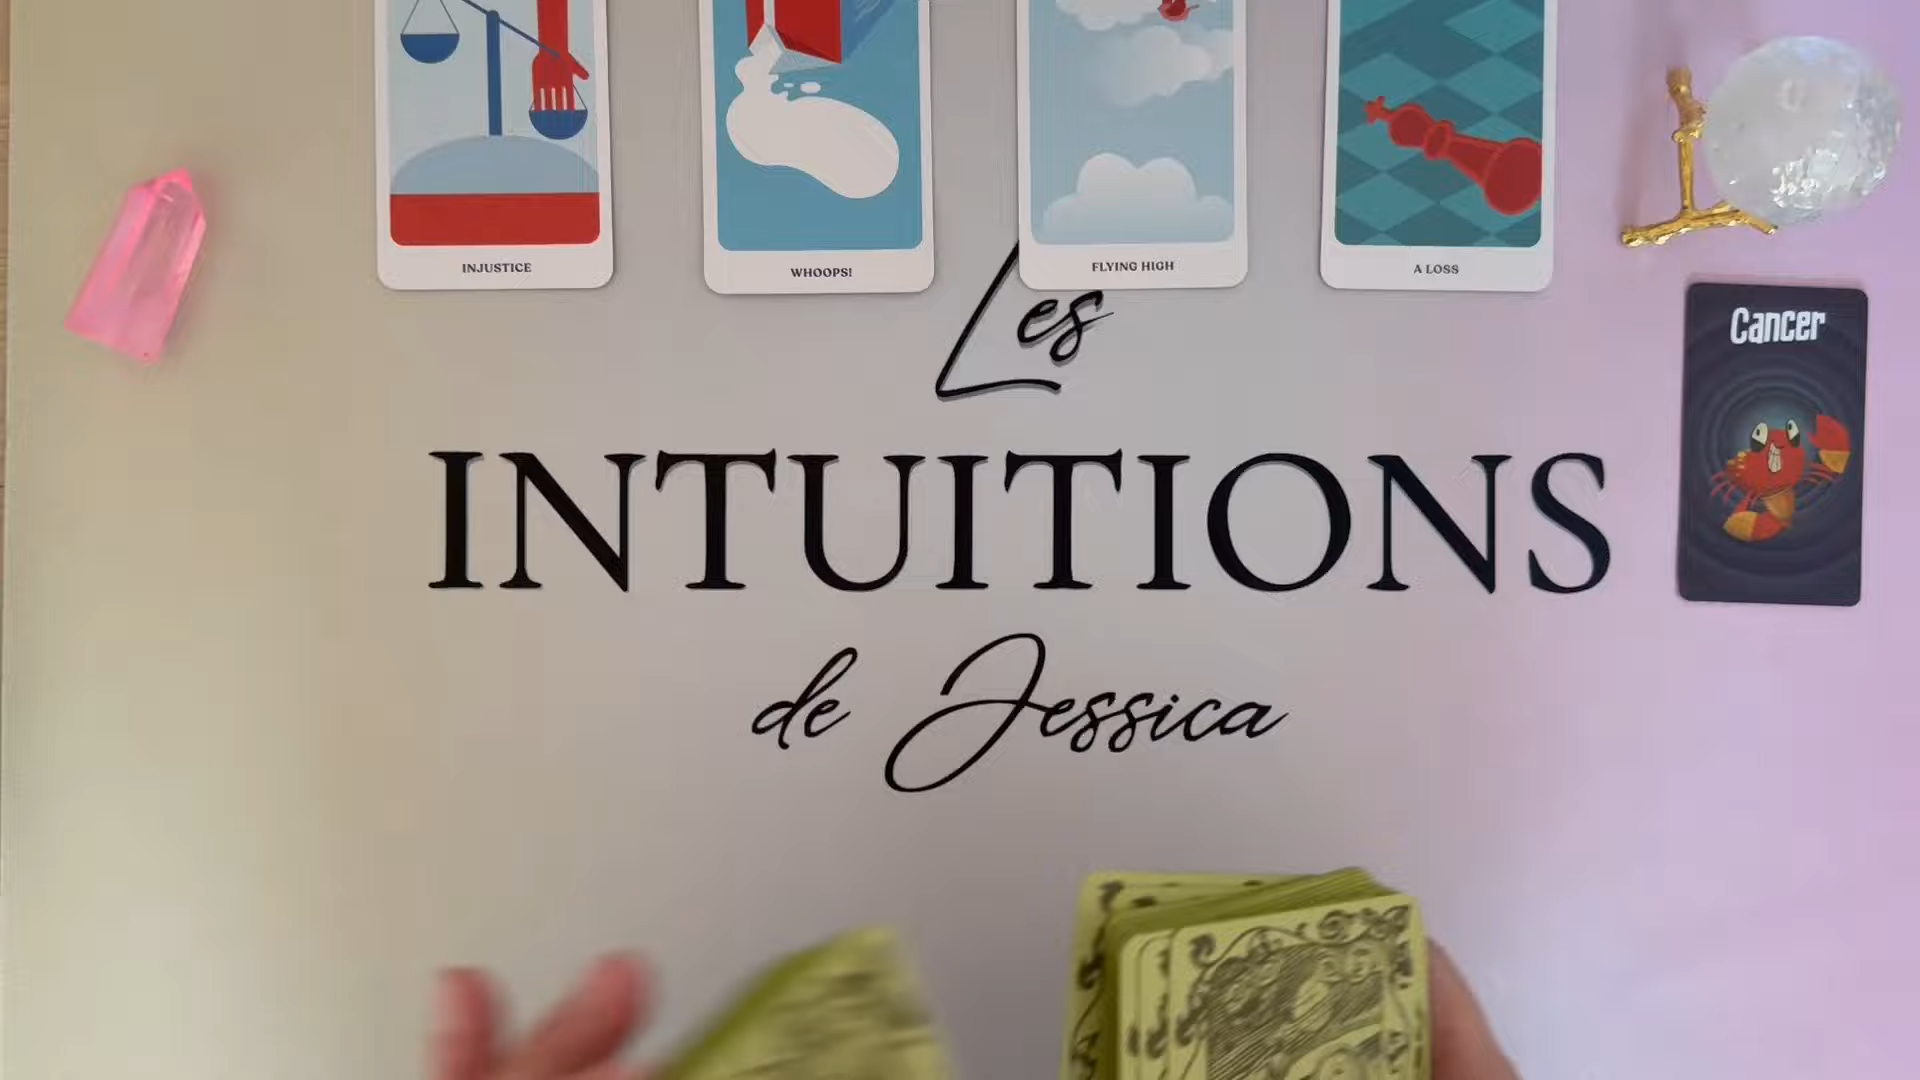 INJUSTICE
WHOOPS!
FLYING HIGH
A LOSS
Cancer
Les
INTUITIONS
de Jessica